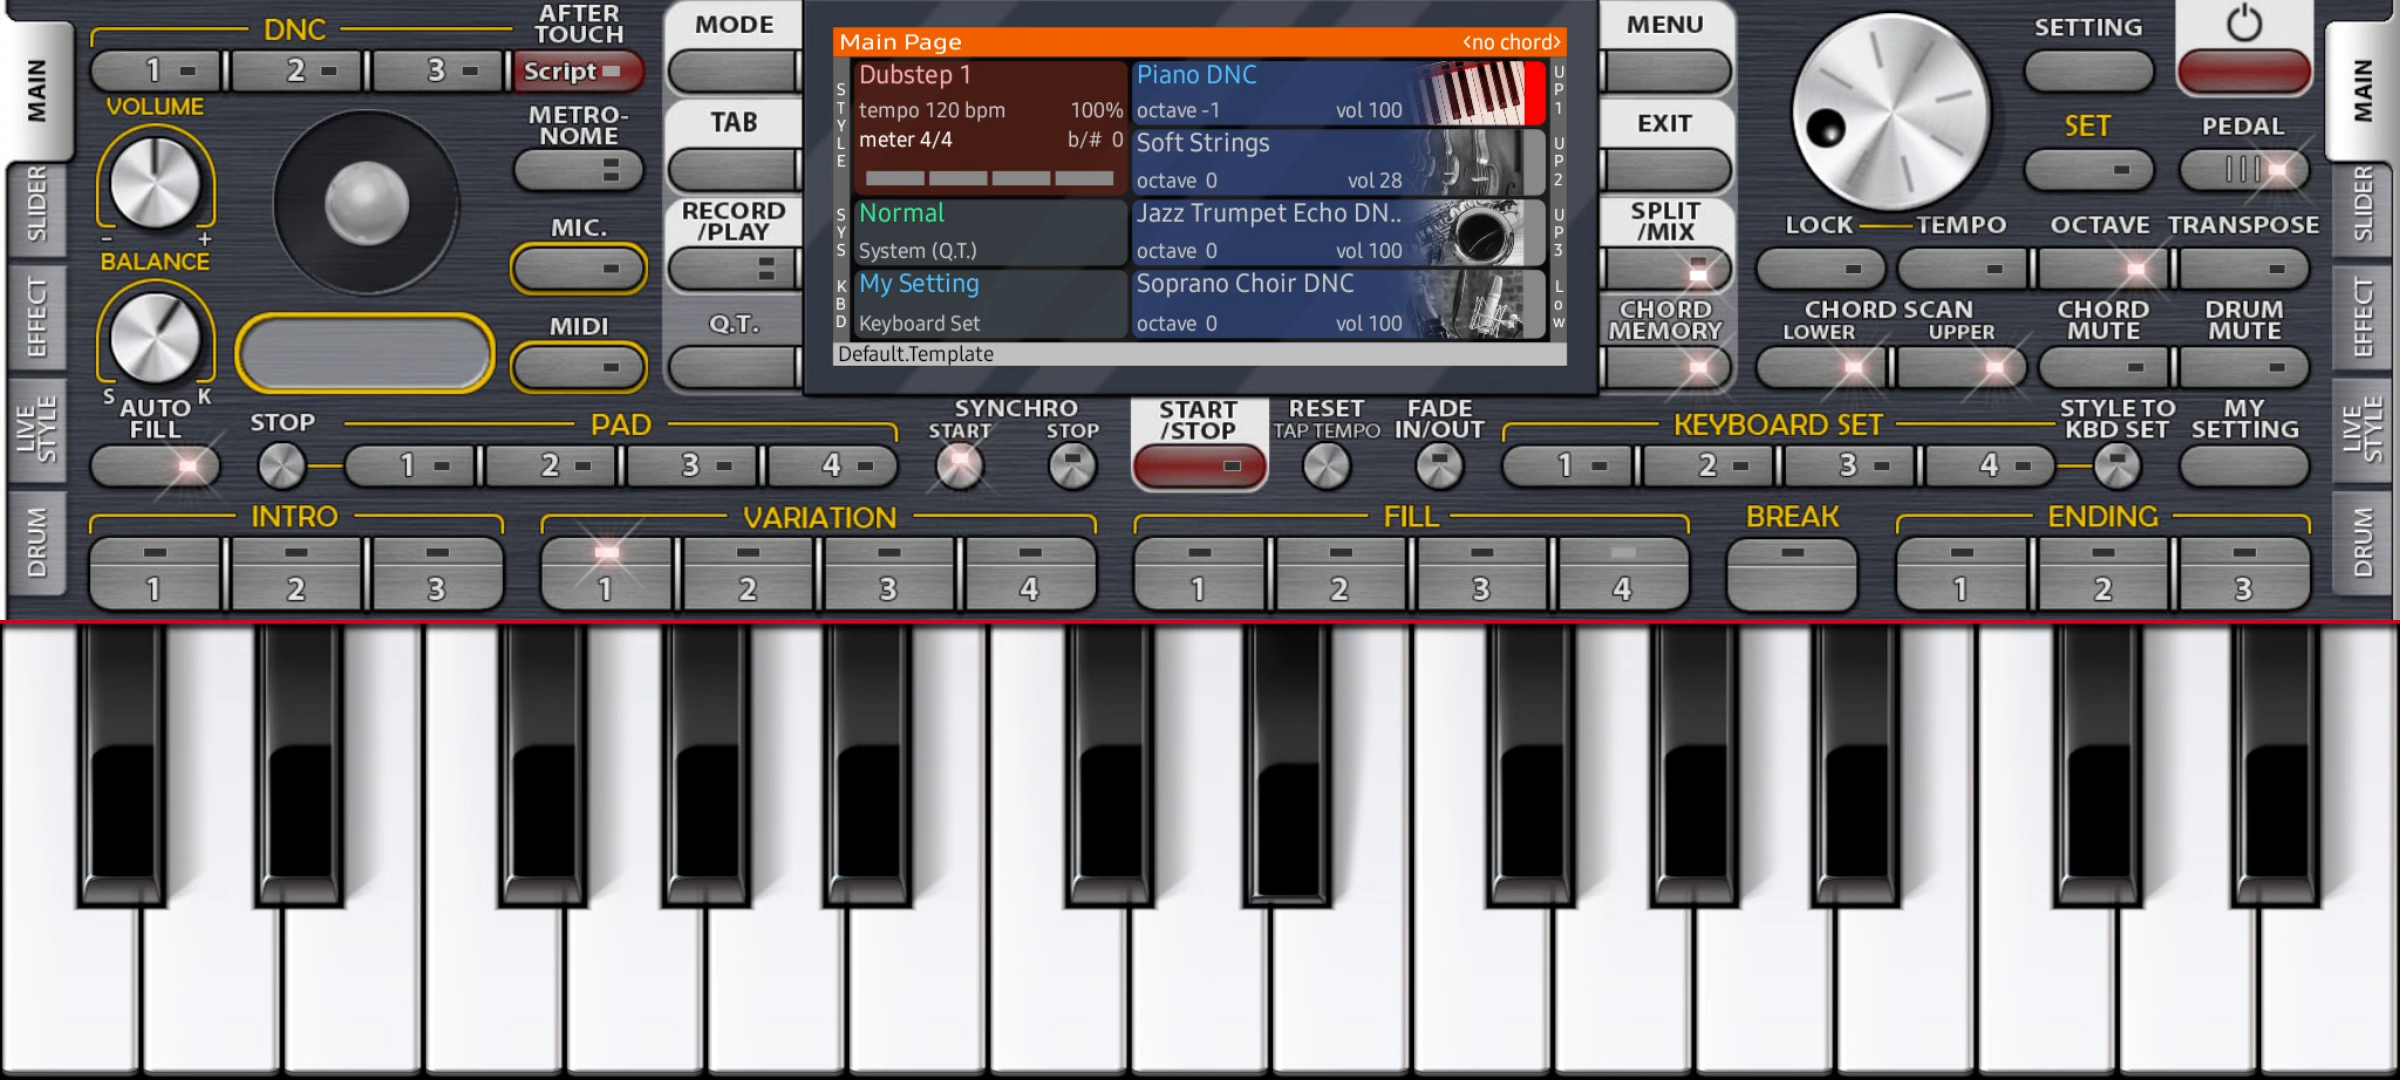 MAIN
SLIDER
EFFECT
LIVE STYLE
DRUM
DNC
1 2 3
AFTER TOUCH
Script
VOLUME
- +
BALANCE
S K
METRO-
NOME
MIC.
MIDI
MODE
TAB
RECORD
/PLAY
Q.T.
Main Page <no chord>
STYLE
Dubstep 1
tempo 120 bpm 100%
meter 4/4 b/# 0
SYS
Normal
System (Q.T.)
KBD
My Setting
Keyboard Set
Piano DNC
octave -1 vol 100
UP1
Soft Strings
octave 0 vol 28
UP2
Jazz Trumpet Echo DN..
octave 0 vol 100
UP3
Soprano Choir DNC
octave 0 vol 100
Low
Default.Template
MENU
EXIT
SPLIT
/MIX
CHORD
MEMORY
SETTING
SET
PEDAL
LOCK TEMPO OCTAVE TRANSPOSE
CHORD SCAN
LOWER UPPER
CHORD
MUTE
DRUM
MUTE
AUTO
FILL
STOP
PAD
1 2 3 4
SYNCHRO
START STOP
START
/STOP
RESET
TAP TEMPO
FADE
IN/OUT
KEYBOARD SET
1 2 3 4
STYLE TO
KBD SET
MY
SETTING
INTRO
1 2 3
VARIATION
1 2 3 4
FILL
1 2 3 4
BREAK
ENDING
1 2 3
MAIN
SLIDER
EFFECT
LIVE STYLE
DRUM